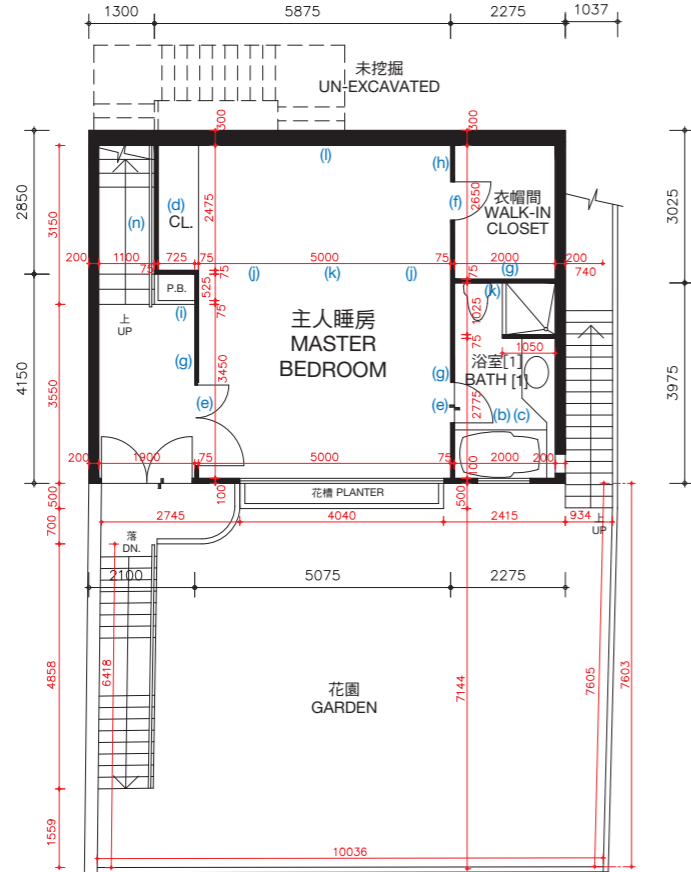 1300 5875 2275 1037
未挖掘
UN-EXCAVATED
300 300
(l) (h)
2850 3150 2475 (f) 2650 3025
(d)
CL.
衣帽間
WALK-IN
CLOSET
(n)
(g)
200 1100 725 75 5000 75 2000 200
75 75 75 740
(j) (k) (j)
P.B. 525 (k)
(i) 75
上
UP
1025
主人睡房
MASTER
BEDROOM
75 1050
浴室[1]
BATH [1]
4150 3550 (g) 3450 (g) 3975
(e) (e) 2775 (b) (c)
200 1900 75 5000 75 2000 200
100 100
500 花槽 PLANTER 500
700 2745 4040 2415 934
上
UP
落
DN.
2100 5075 2275
4858 6418 7144 7605 7603
花園
GARDEN
1559
10036